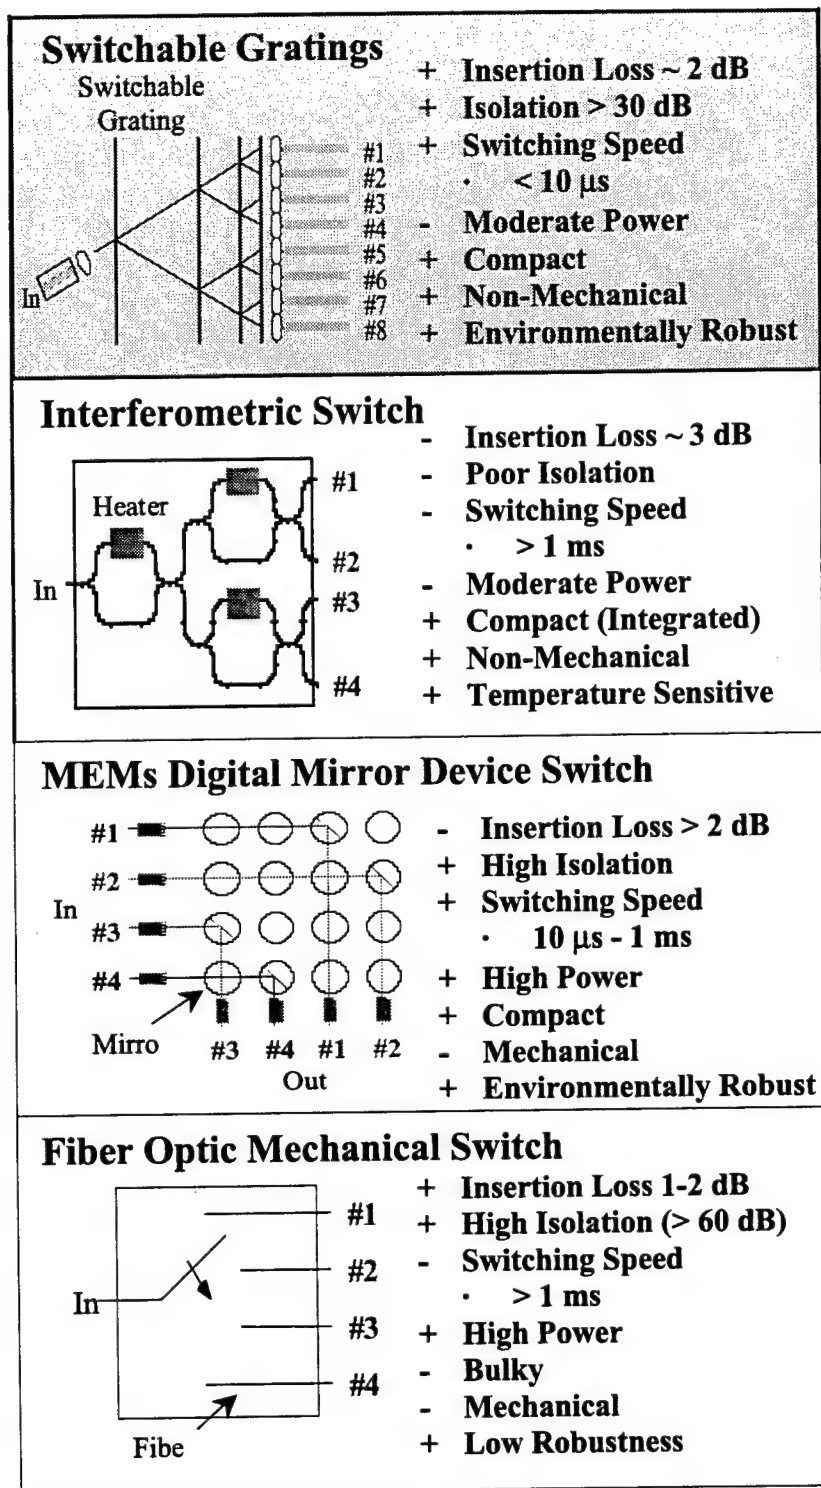 Switchable Gratings
Switchable
Grating
In
#1
#2
#3
#4
#5
#6
#7
#8
+ Insertion Loss ~ 2 dB
+ Isolation > 30 dB
+ Switching Speed
· < 10 μs
- Moderate Power
+ Compact
+ Non-Mechanical
+ Environmentally Robust
Interferometric Switch
Heater
In
#1
#2
#3
#4
- Insertion Loss ~ 3 dB
- Poor Isolation
- Switching Speed
· > 1 ms
- Moderate Power
+ Compact (Integrated)
+ Non-Mechanical
+ Temperature Sensitive
MEMs Digital Mirror Device Switch
#1
#2
In
#3
#4
Mirro
#3 #4 #1 #2
Out
- Insertion Loss > 2 dB
+ High Isolation
+ Switching Speed
· 10 μs - 1 ms
+ High Power
+ Compact
- Mechanical
+ Environmentally Robust
Fiber Optic Mechanical Switch
In
#1
#2
#3
#4
Fibe
+ Insertion Loss 1-2 dB
+ High Isolation (> 60 dB)
- Switching Speed
· > 1 ms
+ High Power
- Bulky
- Mechanical
+ Low Robustness